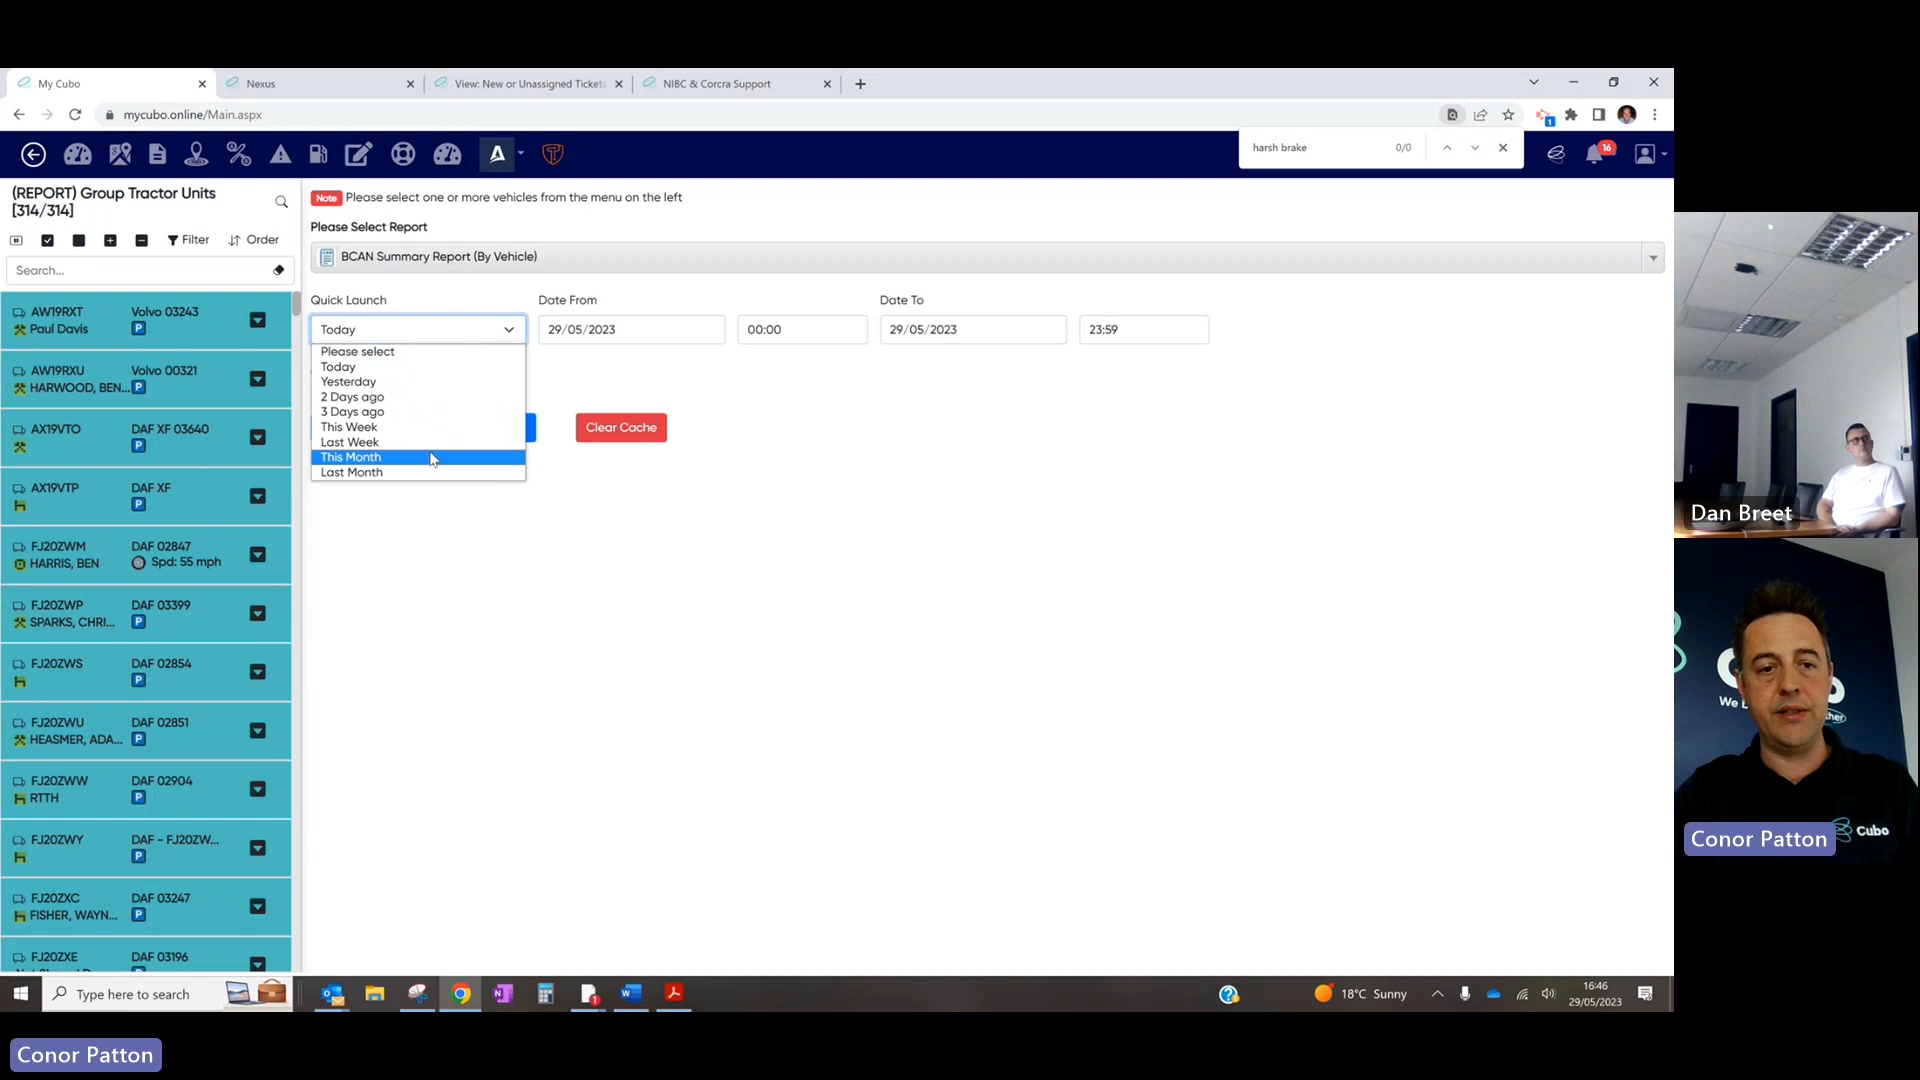 My Cubo
Nexus
View: New or Unassigned Tickets
NIBC & Corcra Support
mycubo.online/Main.aspx
1
harsh brake
0/0
16
(REPORT) Group Tractor Units
[314/314]
Filter
Order
Search...
AW19RXT
Volvo 03243
Paul Davis
P
AW19RXU
Volvo 00321
HARWOOD, BEN...
P
AX19VTO
DAF XF 03640
P
AX19VTP
DAF XF
P
FJ20ZWM
DAF 02847
HARRIS, BEN
Spd: 55 mph
FJ20ZWP
DAF 03399
SPARKS, CHRI...
P
FJ20ZWS
DAF 02854
P
FJ20ZWU
DAF 02851
HEASMER, ADA...
P
FJ20ZWW
DAF 02904
RTTH
P
FJ20ZWY
DAF - FJ20ZW...
P
FJ20ZXC
DAF 03247
FISHER, WAYN...
P
FJ20ZXE
DAF 03196
Note Please select one or more vehicles from the menu on the left
Please Select Report
BCAN Summary Report (By Vehicle)
Quick Launch
Date From
Date To
Today
29/05/2023
00:00
29/05/2023
23:59
Please select
Today
Yesterday
2 Days ago
3 Days ago
This Week
Last Week
This Month
Last Month
Clear Cache
Dan Breet
Conor Patton
Cubo
Type here to search
18°C Sunny
16:46
29/05/2023
Conor Patton